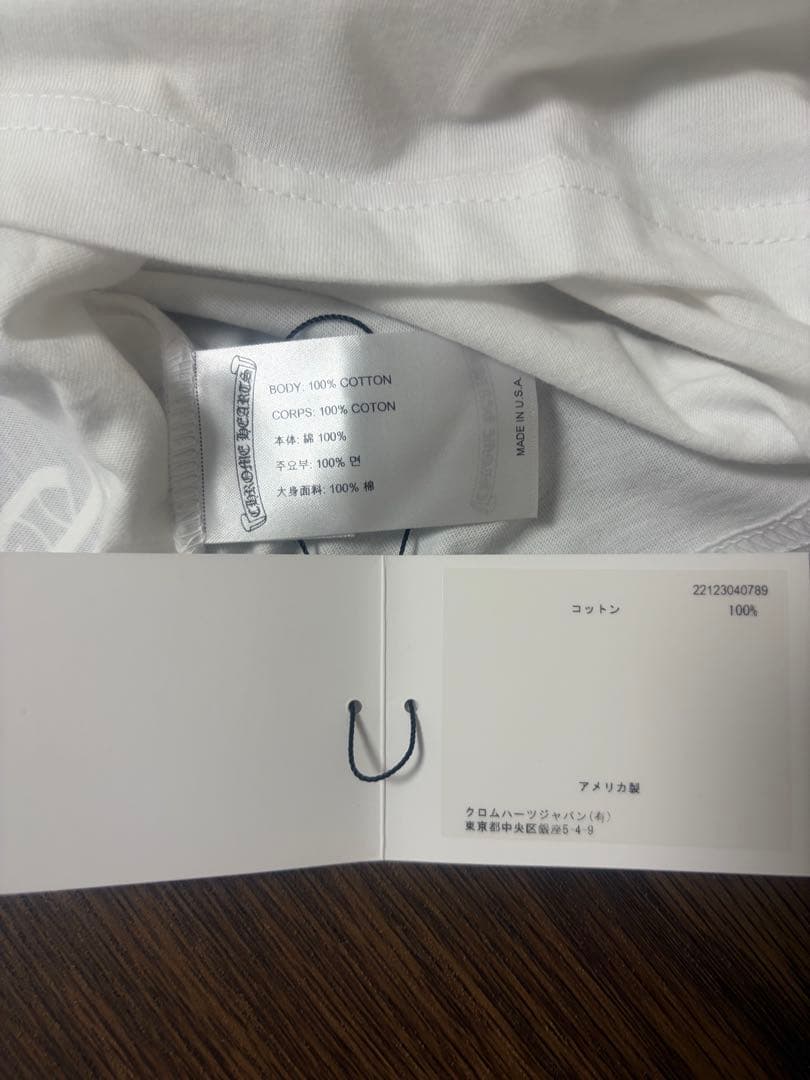 CHROME HEARTS
BODY: 100% COTTON
CORPS: 100% COTON
本体: 綿 100%
주요부: 100% 면
大身面料: 100% 棉
MADE IN U.S.A.
22123040789
コットン 100%
アメリカ製
クロムハーツジャパン(有)
東京都中央区銀座5-4-9